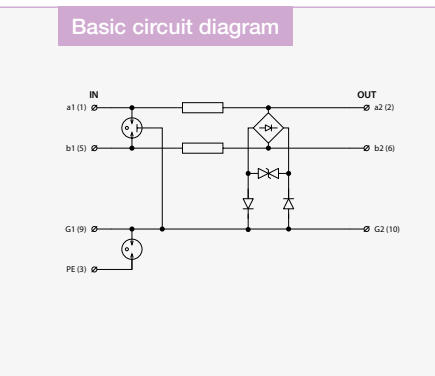 Basic circuit diagram
IN
OUT
a1 (1)
a2 (2)
b1 (5)
b2 (6)
G1 (9)
G2 (10)
PE (3)